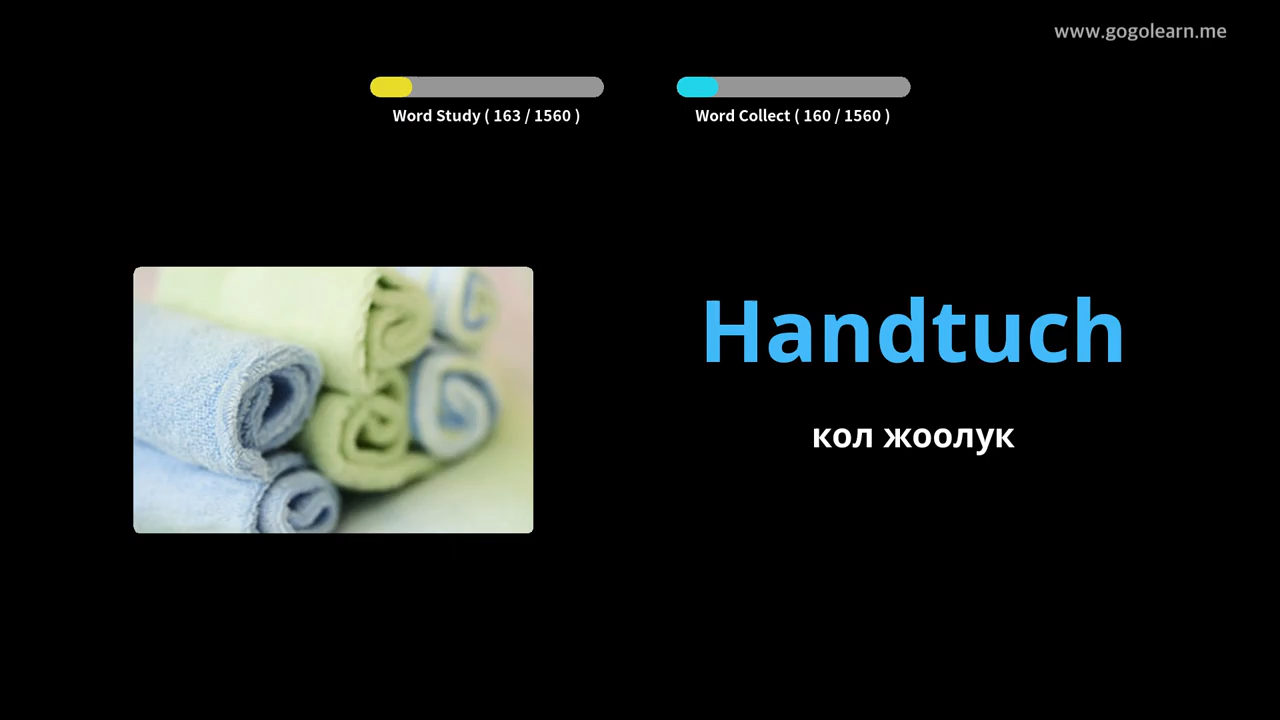 www.gogolearn.me
Word Study ( 163 / 1560 )
Word Collect ( 160 / 1560 )
Handtuch
кол жоолук